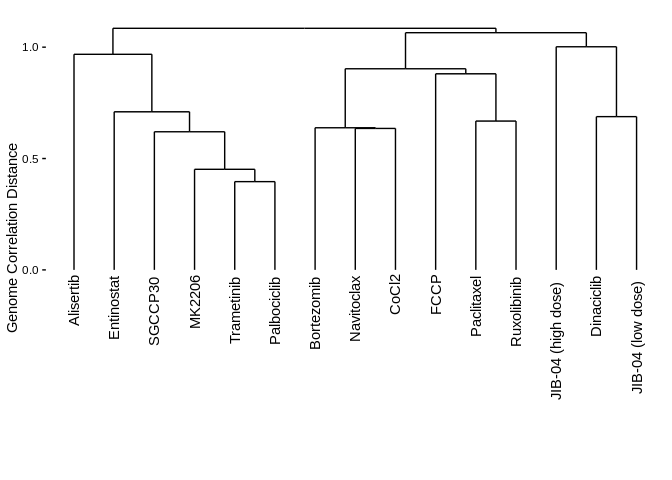 1.0
0.5
0.0
Genome Correlation Distance
Alisertib
Entinostat
SGCCP30
MK2206
Trametinib
Palbociclib
Bortezomib
Navitoclax
CoCl2
FCCP
Paclitaxel
Ruxolibinib
JIB-04 (high dose)
Dinaciclib
JIB-04 (low dose)